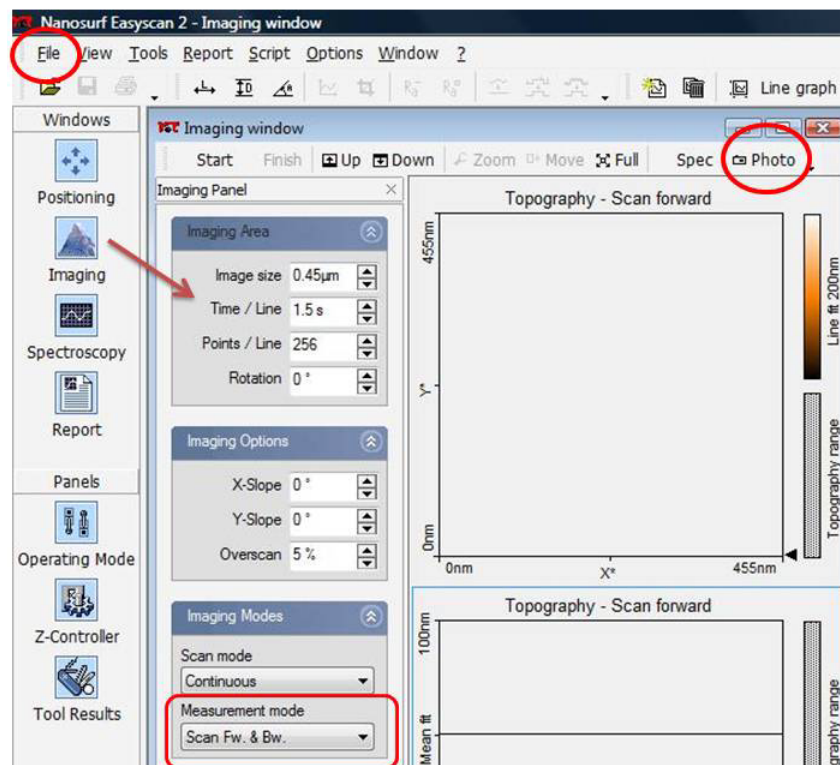 Nanosurf Easyscan 2 - Imaging window
File View Tools Report Script Options Window ?
Line graph
Windows
Positioning
Imaging
Spectroscopy
Report
Panels
Operating Mode
Z-Controller
Tool Results
Imaging window
Start Finish Up Down Zoom Move Full Spec Photo
Imaging Panel
Imaging Area
Image size 0.45µm
Time / Line 1.5 s
Points / Line 256
Rotation 0 °
Imaging Options
X-Slope 0 °
Y-Slope 0 °
Overscan 5 %
Imaging Modes
Scan mode
Continuous
Measurement mode
Scan Fw. & Bw.
Topography - Scan forward
455nm
Y*
0nm
0nm X* 455nm
Line fit 200nm
Topography range
Topography - Scan forward
100nm
Mean fit